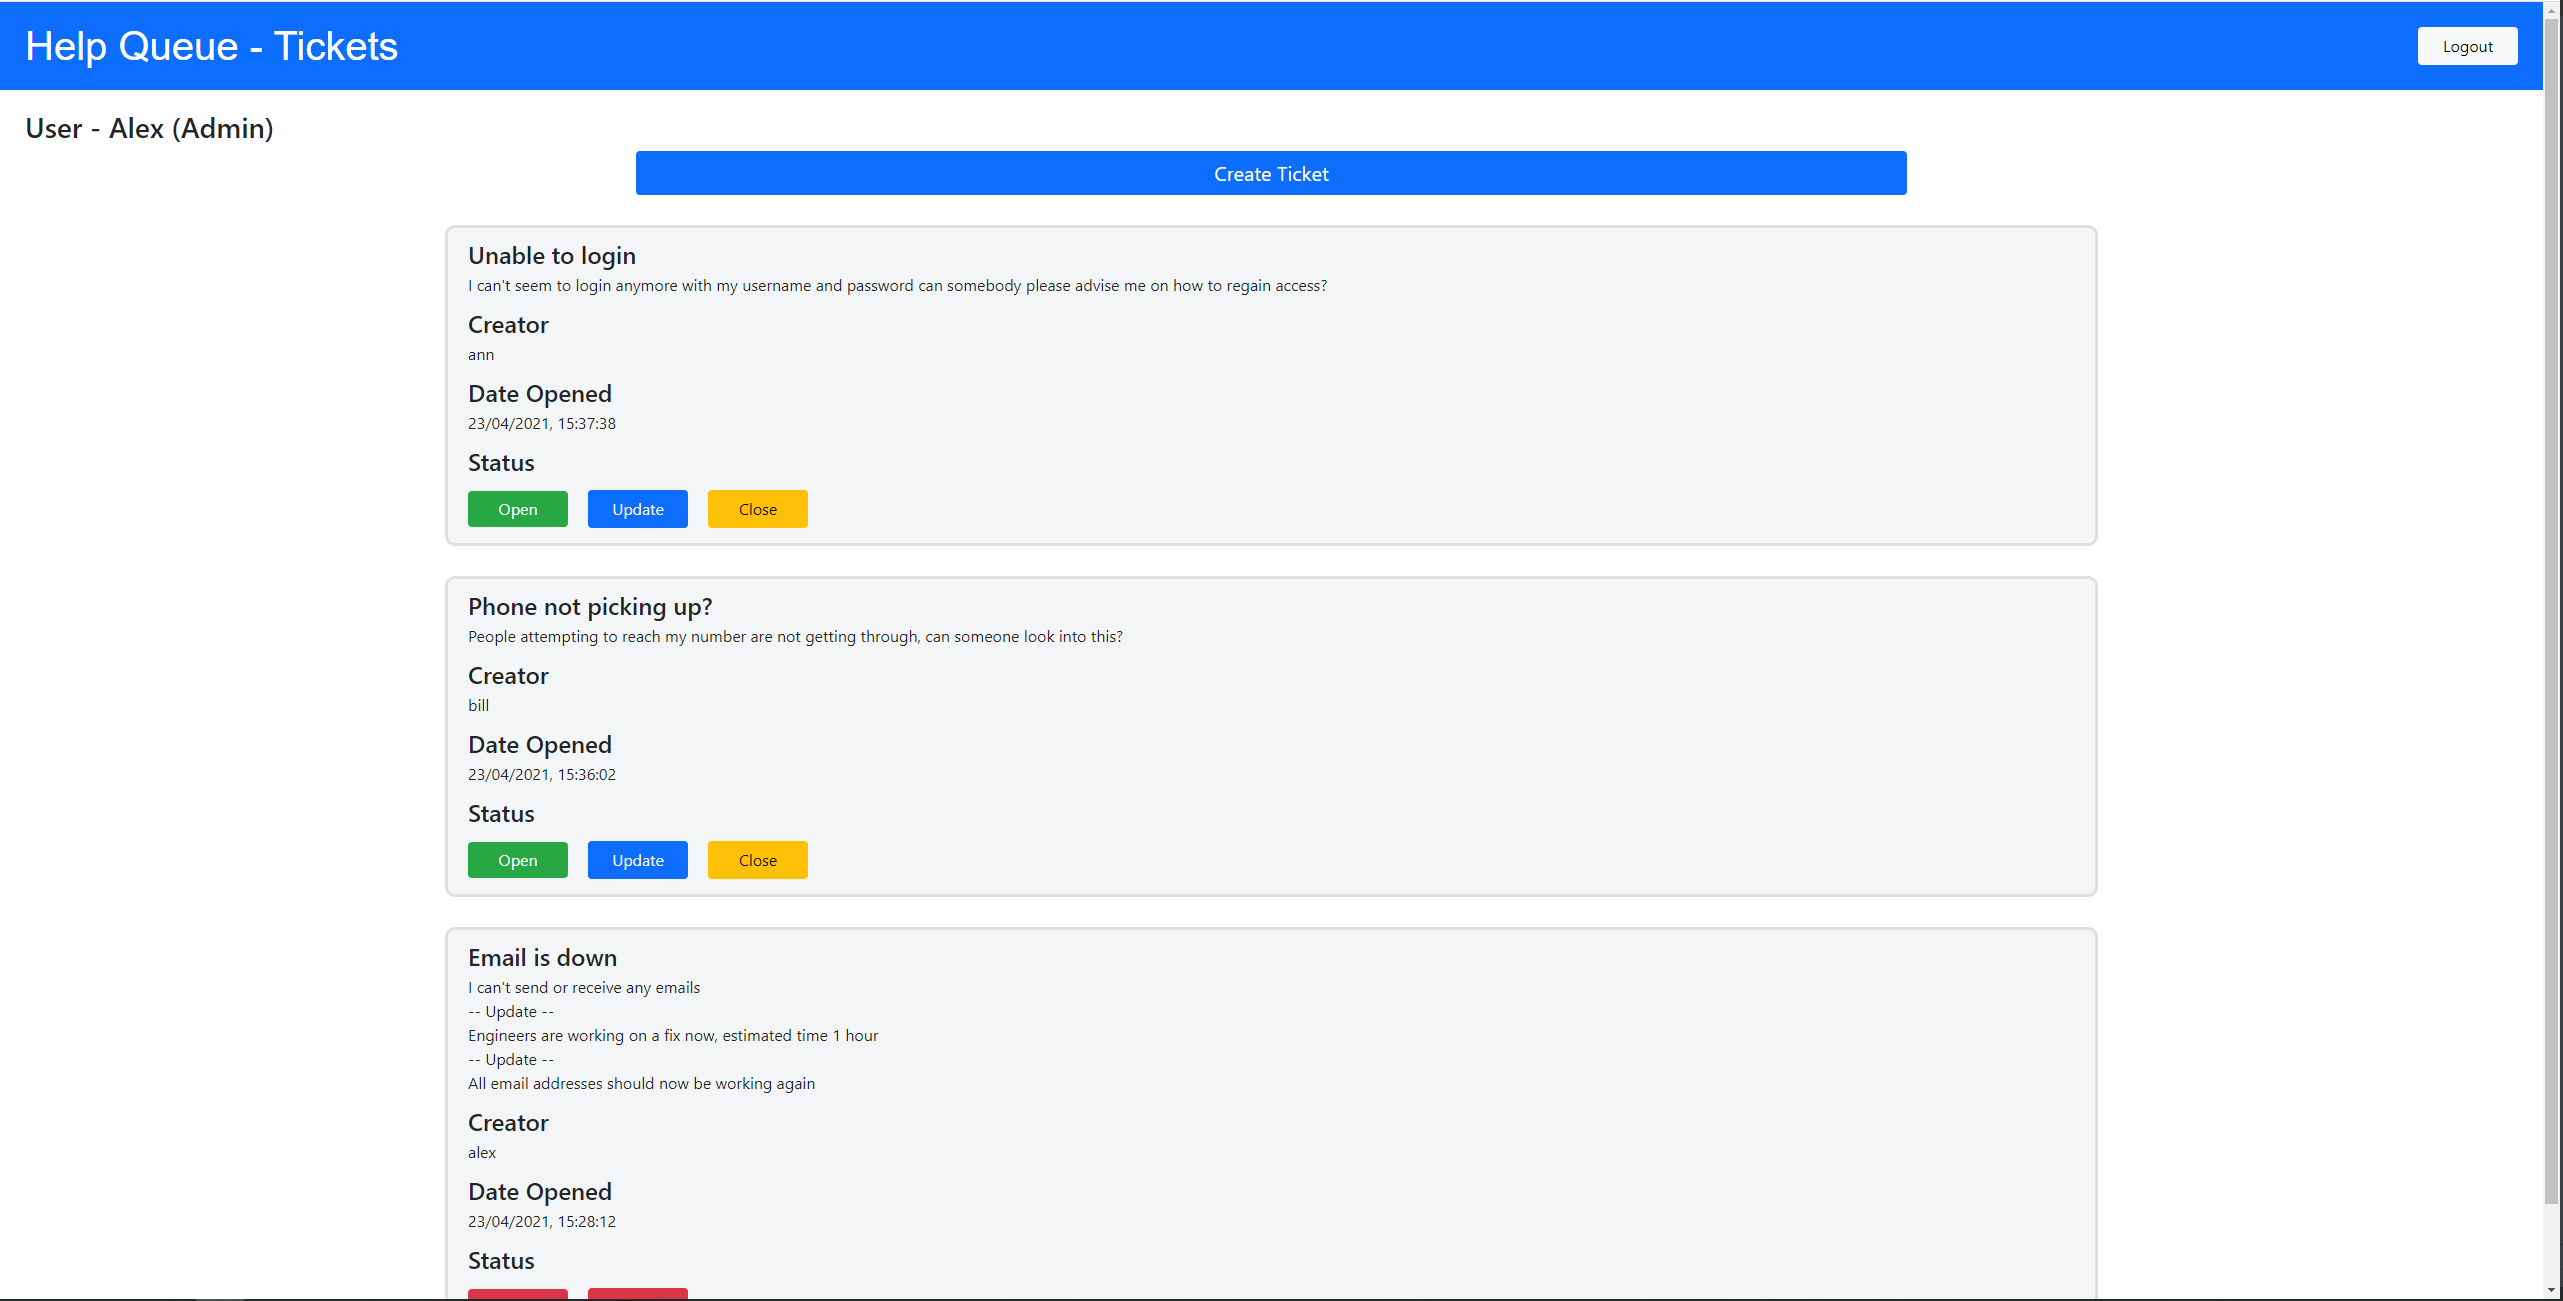 Help Queue - Tickets
Logout
User - Alex (Admin)
Create Ticket
Unable to login
I can't seem to login anymore with my username and password can somebody please advise me on how to regain access?
Creator
ann
Date Opened
23/04/2021, 15:37:38
Status
Open Update Close
Phone not picking up?
People attempting to reach my number are not getting through, can someone look into this?
Creator
bill
Date Opened
23/04/2021, 15:36:02
Status
Open Update Close
Email is down
I can't send or receive any emails
-- Update --
Engineers are working on a fix now, estimated time 1 hour
-- Update --
All email addresses should now be working again
Creator
alex
Date Opened
23/04/2021, 15:28:12
Status